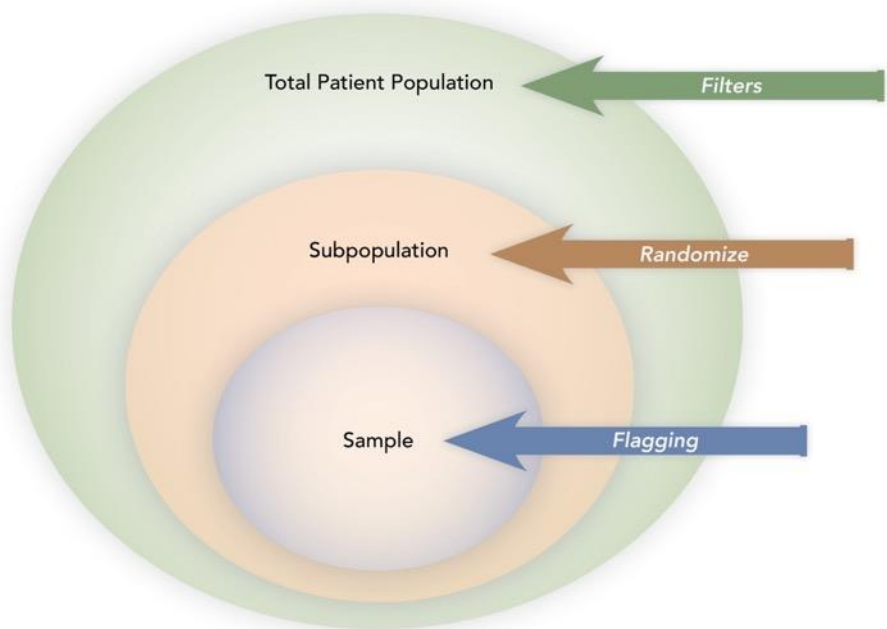 Total Patient Population
Filters
Subpopulation
Randomize
Sample
Flagging